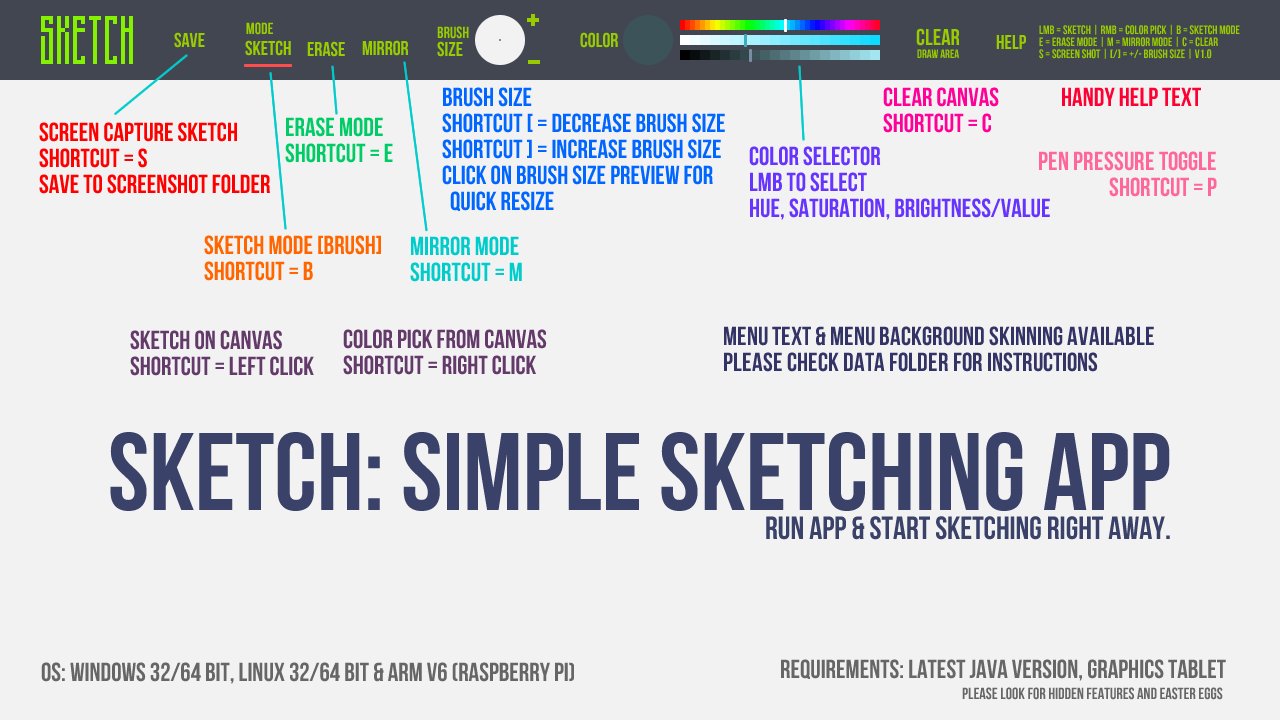 SKETCH
SAVE
MODE
SKETCH
ERASE
MIRROR
BRUSH
SIZE
COLOR
CLEAR
DRAW AREA
HELP
LMB = SKETCH | RMB = COLOR PICK | B = SKETCH MODE
E = ERASE MODE | M = MIRROR MODE | C = CLEAR
S = SCREEN SHOT | [/] = +/- BRUSH SIZE | V 1.0
SCREEN CAPTURE SKETCH
SHORTCUT = S
SAVE TO SCREENSHOT FOLDER
ERASE MODE
SHORTCUT = E
BRUSH SIZE
SHORTCUT [ = DECREASE BRUSH SIZE
SHORTCUT ] = INCREASE BRUSH SIZE
CLICK ON BRUSH SIZE PREVIEW FOR
QUICK RESIZE
CLEAR CANVAS
SHORTCUT = C
HANDY HELP TEXT
COLOR SELECTOR
LMB TO SELECT
HUE, SATURATION, BRIGHTNESS/VALUE
PEN PRESSURE TOGGLE
SHORTCUT = P
SKETCH MODE [BRUSH]
SHORTCUT = B
MIRROR MODE
SHORTCUT = M
SKETCH ON CANVAS
SHORTCUT = LEFT CLICK
COLOR PICK FROM CANVAS
SHORTCUT = RIGHT CLICK
MENU TEXT & MENU BACKGROUND SKINNING AVAILABLE
PLEASE CHECK DATA FOLDER FOR INSTRUCTIONS
SKETCH: SIMPLE SKETCHING APP
RUN APP & START SKETCHING RIGHT AWAY.
OS: WINDOWS 32/64 BIT, LINUX 32/64 BIT & ARM V6 (RASPBERRY PI)
REQUIREMENTS: LATEST JAVA VERSION, GRAPHICS TABLET
PLEASE LOOK FOR HIDDEN FEATURES AND EASTER EGGS